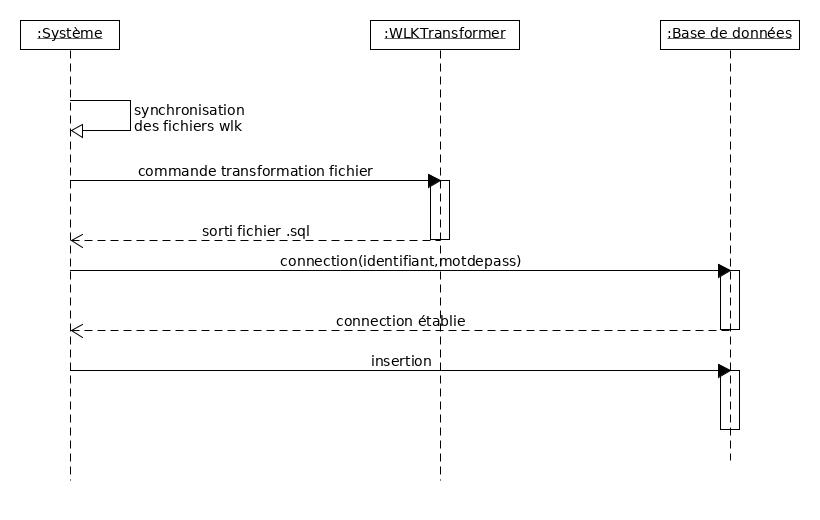 :Système
:WLKTransformer
:Base de données
synchronisation
des fichiers wlk
commande transformation fichier
sorti fichier .sql
connection(identifiant,motdepass)
connection établie
insertion